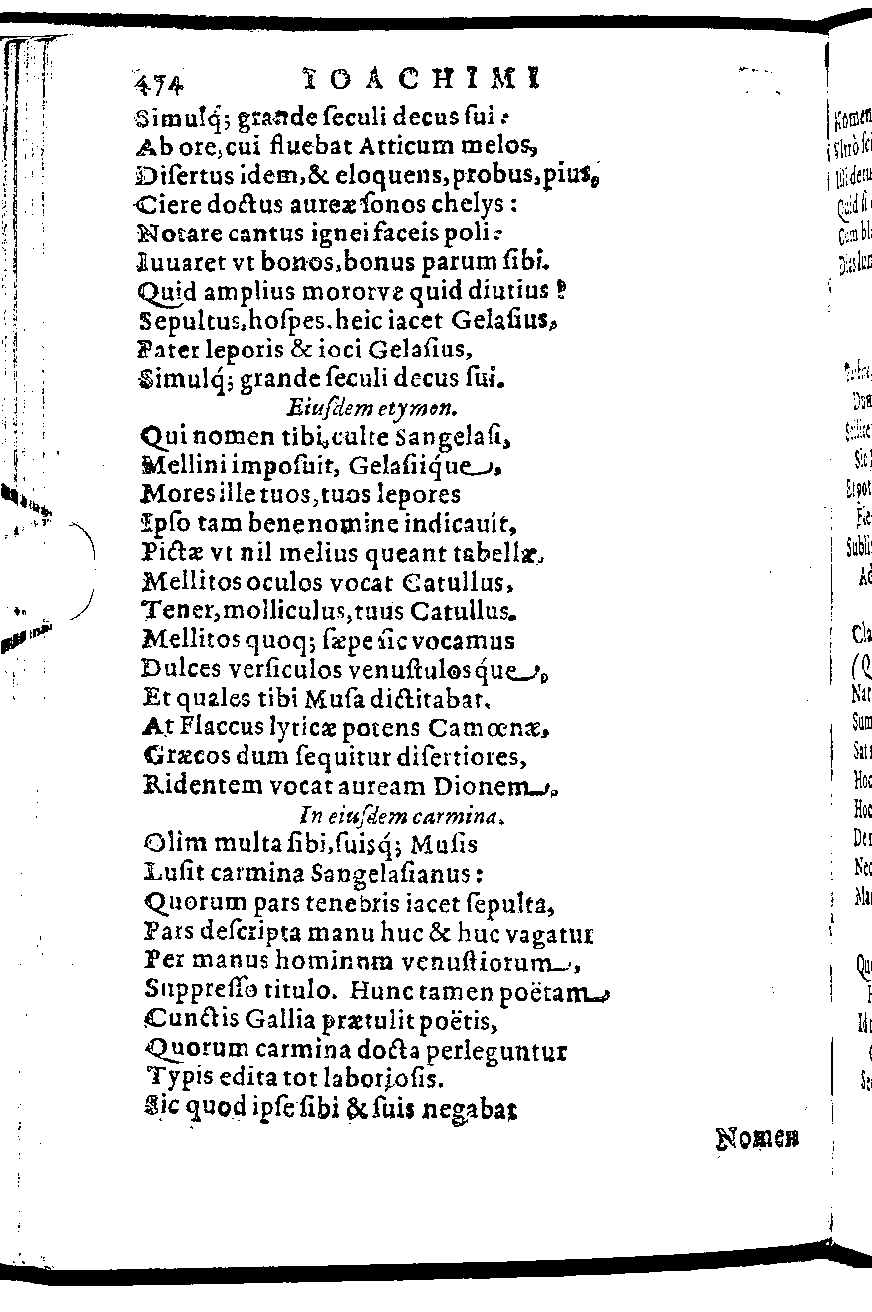 474 IOACHIMI
Simulq́; grande ſeculi decus ſui:
Ab ore, cui fluebat Atticum melos,
Diſertus idem, & eloquens, probus, pius,
Ciere doctus aureæ ſonos chelys:
Notare cantus ignei faceis poli:
Iuuaret vt bonos, bonus parum ſibi.
Quid amplius mororve quid diutius?
Sepultus, hoſpes. heic iacet Gelaſius,
Pater leporis & ioci Gelaſius,
Simulq́; grande ſeculi decus ſui.
Eiuſdem etymon.
Qui nomen tibi, culte Sangelaſi,
Mellini impoſuit, Gelaſiiq́ue,
Mores ille tuos, tuos lepores
Ipſo tam bene nomine indicauit,
Pictæ vt nil melius queant tabellæ.
Mellitos oculos vocat Catullus,
Tener, molliculus, tuus Catullus.
Mellitos quoq; ſæpe ſic vocamus
Dulces verſiculos venuſtulosq́ue,
Et quales tibi Muſa dictitabat.
At Flaccus lyricæ potens Camœnæ,
Græcos dum ſequitur diſertiores,
Ridentem vocat auream Dionem.
In eiuſdem carmina.
Olim multa ſibi, ſuisq́; Muſis
Luſit carmina Sangelaſianus:
Quorum pars tenebris iacet ſepulta,
Pars deſcripta manu huc & huc vagatur
Per manus hominum venuſtiorum,
Suppreſſo titulo. Hunc tamen poëtam
Cunctis Gallia prætulit poëtis,
Quorum carmina docta perleguntur
Typis edita tot laborioſis.
Sic quod ipſe ſibi & ſuis negabat
Nomen